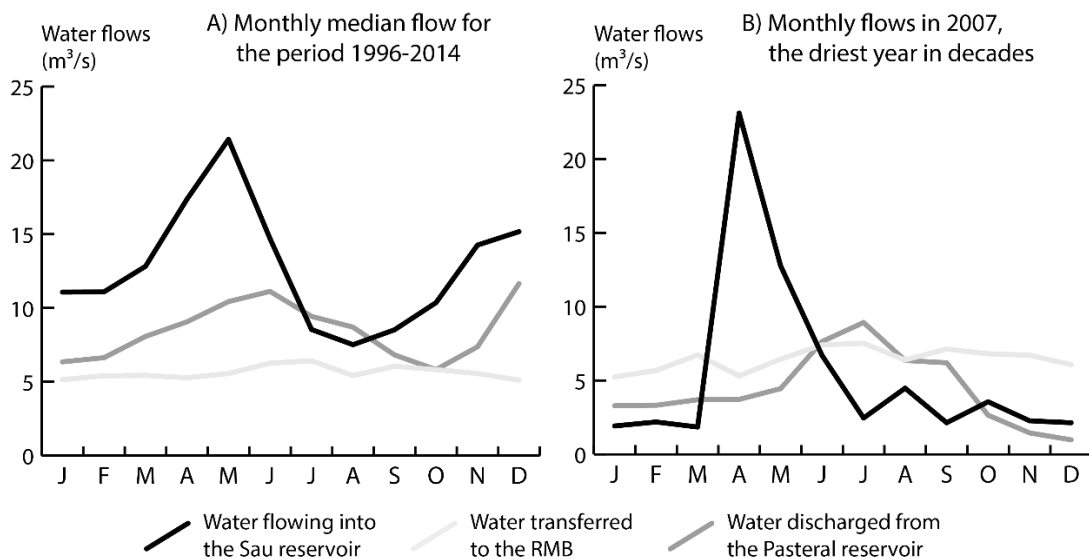 A) Monthly median flow for
the period 1996-2014
Water flows
(m³/s)
25
20
15
10
5
0
J F M A M J J A S O N D
B) Monthly flows in 2007,
the driest year in decades
Water flows
(m³/s)
25
20
15
10
5
0
J F M A M J J A S O N D
Water flowing into
the Sau reservoir
Water transferred
to the RMB
Water discharged from
the Pasteral reservoir